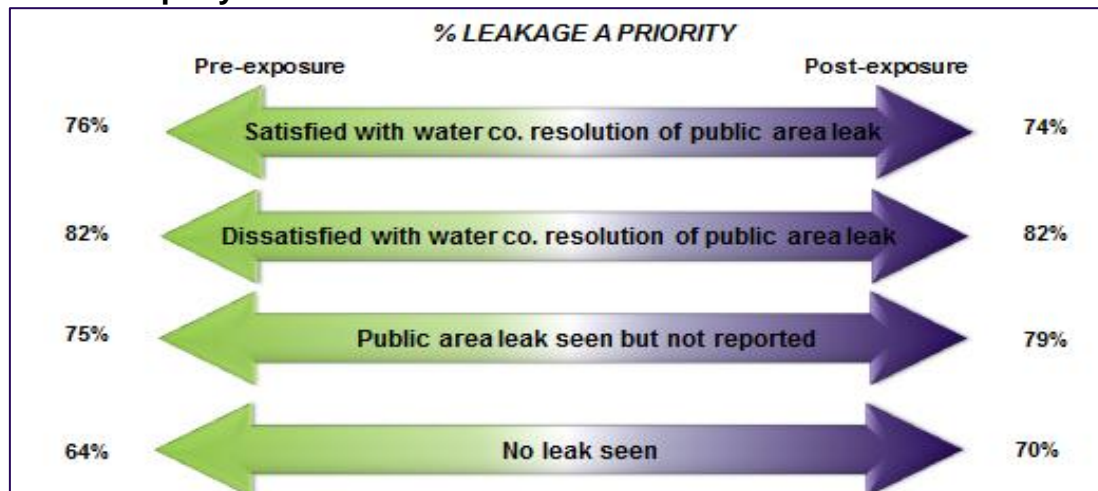 % LEAKAGE A PRIORITY
Pre-exposure Post-exposure
76% Satisfied with water co. resolution of public area leak 74%
82% Dissatisfied with water co. resolution of public area leak 82%
75% Public area leak seen but not reported 79%
64% No leak seen 70%